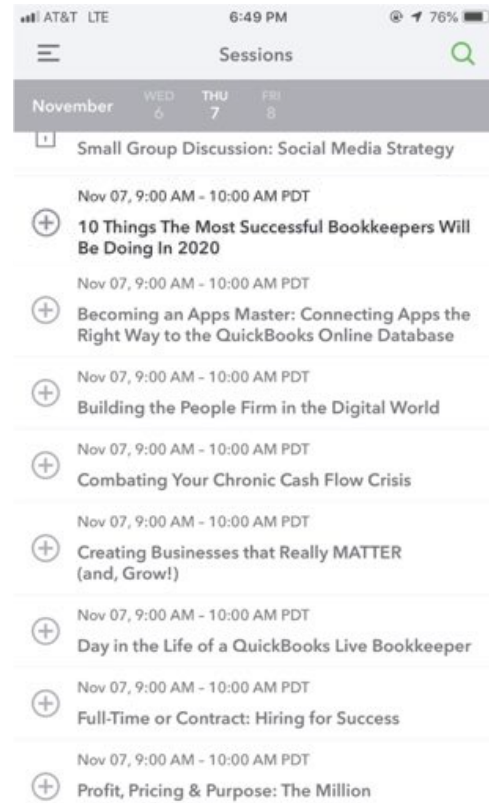 AT&T LTE 6:49 PM 76%
Sessions
November WED 6 THU 7 FRI 8
Small Group Discussion: Social Media Strategy
Nov 07, 9:00 AM – 10:00 AM PDT
10 Things The Most Successful Bookkeepers Will
Be Doing In 2020
Nov 07, 9:00 AM – 10:00 AM PDT
Becoming an Apps Master: Connecting Apps the
Right Way to the QuickBooks Online Database
Nov 07, 9:00 AM – 10:00 AM PDT
Building the People Firm in the Digital World
Nov 07, 9:00 AM – 10:00 AM PDT
Combating Your Chronic Cash Flow Crisis
Nov 07, 9:00 AM – 10:00 AM PDT
Creating Businesses that Really MATTER
(and, Grow!)
Nov 07, 9:00 AM – 10:00 AM PDT
Day in the Life of a QuickBooks Live Bookkeeper
Nov 07, 9:00 AM – 10:00 AM PDT
Full-Time or Contract: Hiring for Success
Nov 07, 9:00 AM – 10:00 AM PDT
Profit, Pricing & Purpose: The Million